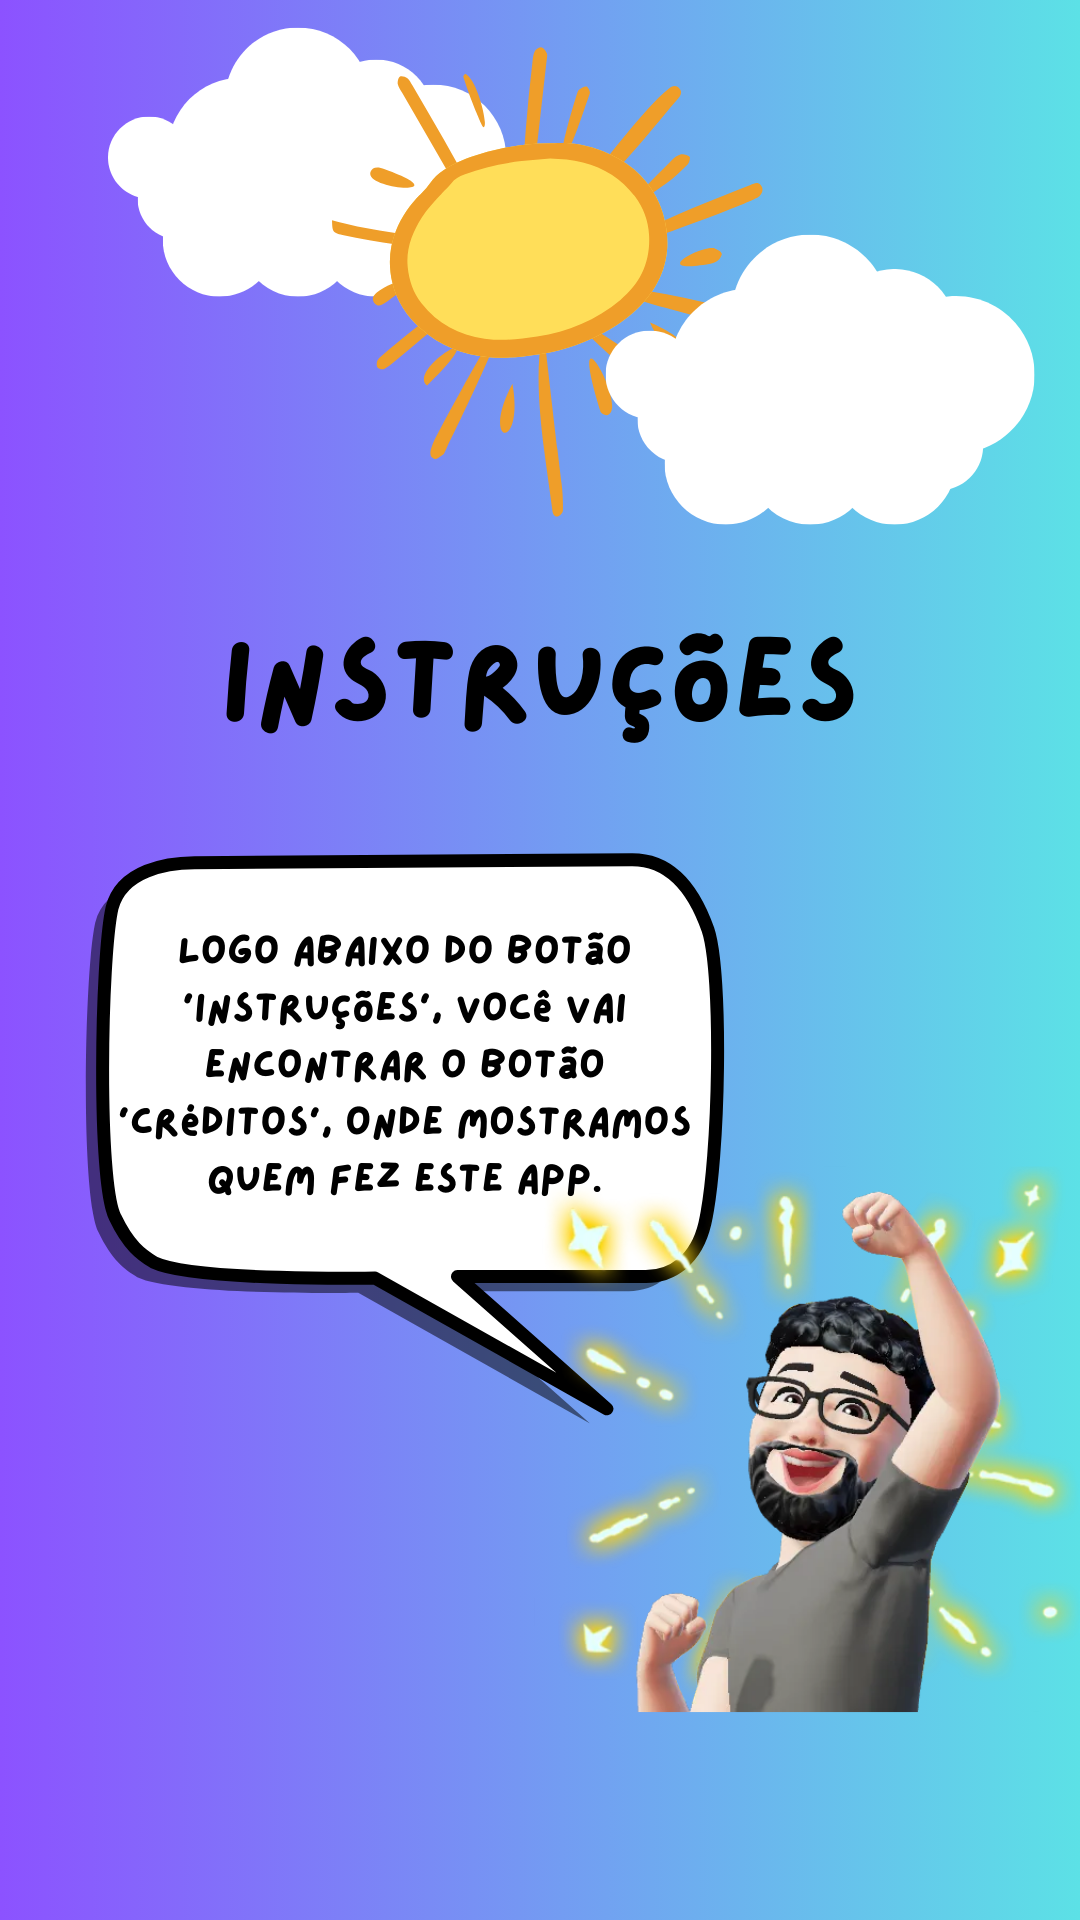 INSTRUÇÕES
LOGO ABAIXO DO BOTÃO
'INSTRUÇÕES', VOCÊ VAI
ENCONTRAR O BOTÃO
'CRÉDITOS', ONDE MOSTRAMOS
QUEM FEZ ESTE APP.